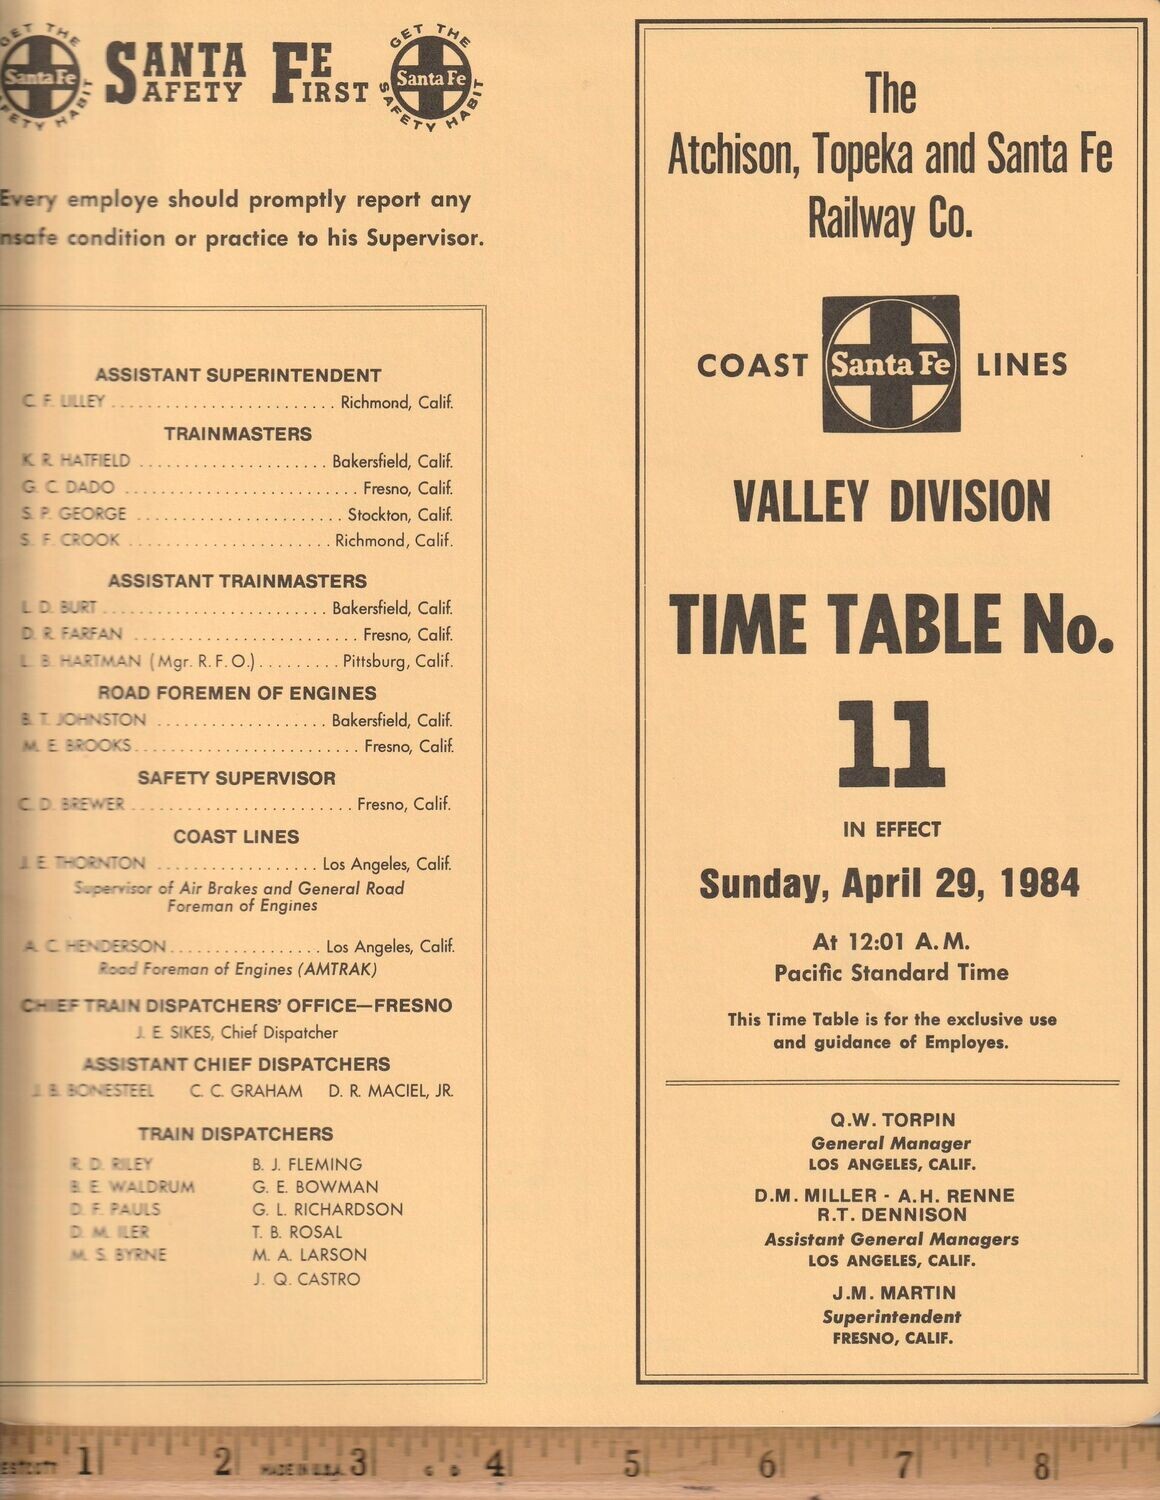 GET THE
Santa Fe
SAFETY HABIT
SANTA FE
SAFETY FIRST
GET THE
Santa Fe
SAFETY HABIT
Every employe should promptly report any
nsafe condition or practice to his Supervisor.
ASSISTANT SUPERINTENDENT
C. F. LILLEY ......................... Richmond, Calif.
TRAINMASTERS
K. R. HATFIELD ..................... Bakersfield, Calif.
G. C. DADO .......................... Fresno, Calif.
S. P. GEORGE ....................... Stockton, Calif.
S. F. CROOK ...................... Richmond, Calif.
ASSISTANT TRAINMASTERS
L. D. BURT ......................... Bakersfield, Calif.
D. R. FARFAN ......................... Fresno, Calif.
L. B. HARTMAN (Mgr. R. F. O.) ......... Pittsburg, Calif.
ROAD FOREMEN OF ENGINES
B. T. JOHNSTON ................... Bakersfield, Calif.
M. E. BROOKS ......................... Fresno, Calif.
SAFETY SUPERVISOR
C. D. BREWER ......................... Fresno, Calif.
COAST LINES
J. E. THORNTON .................. Los Angeles, Calif.
Supervisor of Air Brakes and General Road
Foreman of Engines
A. C. HENDERSON ................. Los Angeles, Calif.
Road Foreman of Engines (AMTRAK)
CHIEF TRAIN DISPATCHERS' OFFICE—FRESNO
J. E. SIKES, Chief Dispatcher
ASSISTANT CHIEF DISPATCHERS
J. B. BONESTEEL C. C. GRAHAM D. R. MACIEL, JR.
TRAIN DISPATCHERS
R. D. RILEY B. J. FLEMING
B. E. WALDRUM G. E. BOWMAN
D. F. PAULS G. L. RICHARDSON
D. M. ILER T. B. ROSAL
M. S. BYRNE M. A. LARSON
J. Q. CASTRO
The
Atchison, Topeka and Santa Fe
Railway Co.
COAST Santa Fe LINES
VALLEY DIVISION
TIME TABLE No.
11
IN EFFECT
Sunday, April 29, 1984
At 12:01 A.M.
Pacific Standard Time
This Time Table is for the exclusive use
and guidance of Employes.
Q.W. TORPIN
General Manager
LOS ANGELES, CALIF.
D.M. MILLER - A.H. RENNE
R.T. DENNISON
Assistant General Managers
LOS ANGELES, CALIF.
J.M. MARTIN
Superintendent
FRESNO, CALIF.
1 2 MADE IN U.S.A. 3 4 5 6 7 8